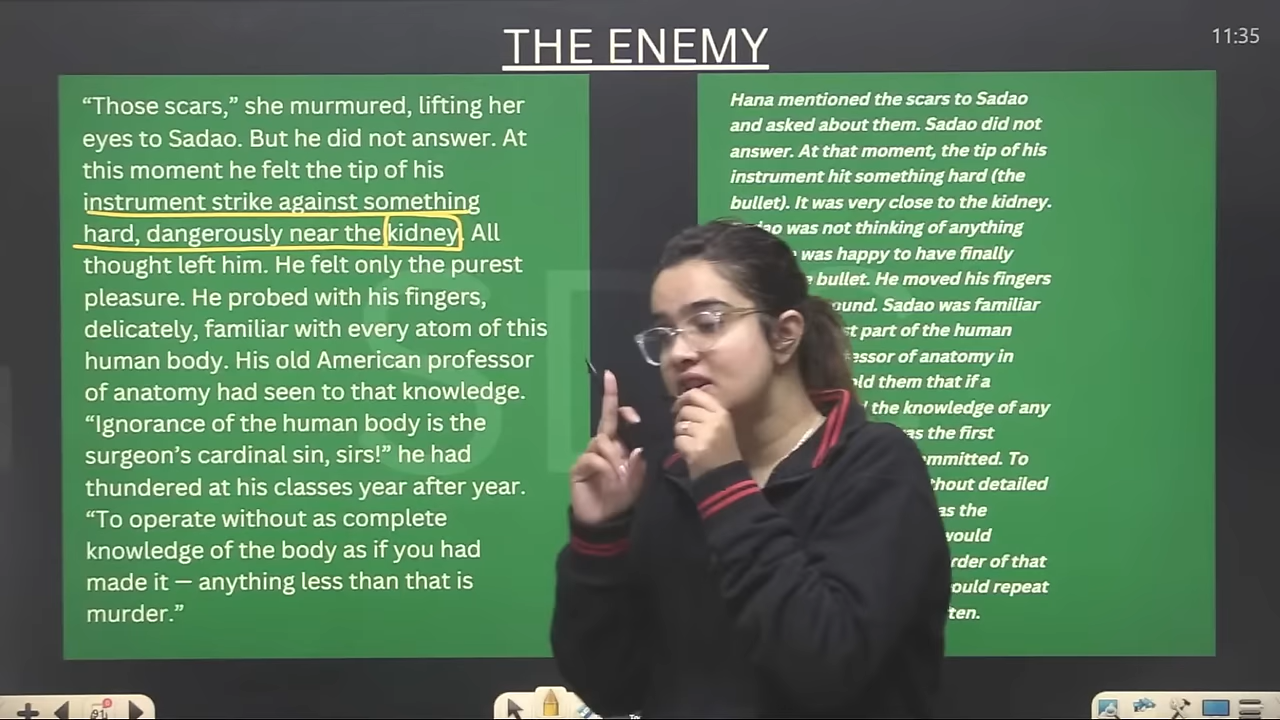 THE ENEMY
11:35
“Those scars,” she murmured, lifting her
eyes to Sadao. But he did not answer. At
this moment he felt the tip of his
instrument strike against something
hard, dangerously near the kidney. All
thought left him. He felt only the purest
pleasure. He probed with his fingers,
delicately, familiar with every atom of this
human body. His old American professor
of anatomy had seen to that knowledge.
“Ignorance of the human body is the
surgeon’s cardinal sin, sirs!” he had
thundered at his classes year after year.
“To operate without as complete
knowledge of the body as if you had
made it — anything less than that is
murder.”
Hana mentioned the scars to Sadao
and asked about them. Sadao did not
answer. At that moment, the tip of his
instrument hit something hard (the
bullet). It was very close to the kidney.
was not thinking of anything
was happy to have finally
bullet. He moved his fingers
Sadao was familiar
part of the human
of anatomy in
them that if a
the knowledge of any
was the first
To
detailed
as the
would
of that
would repeat